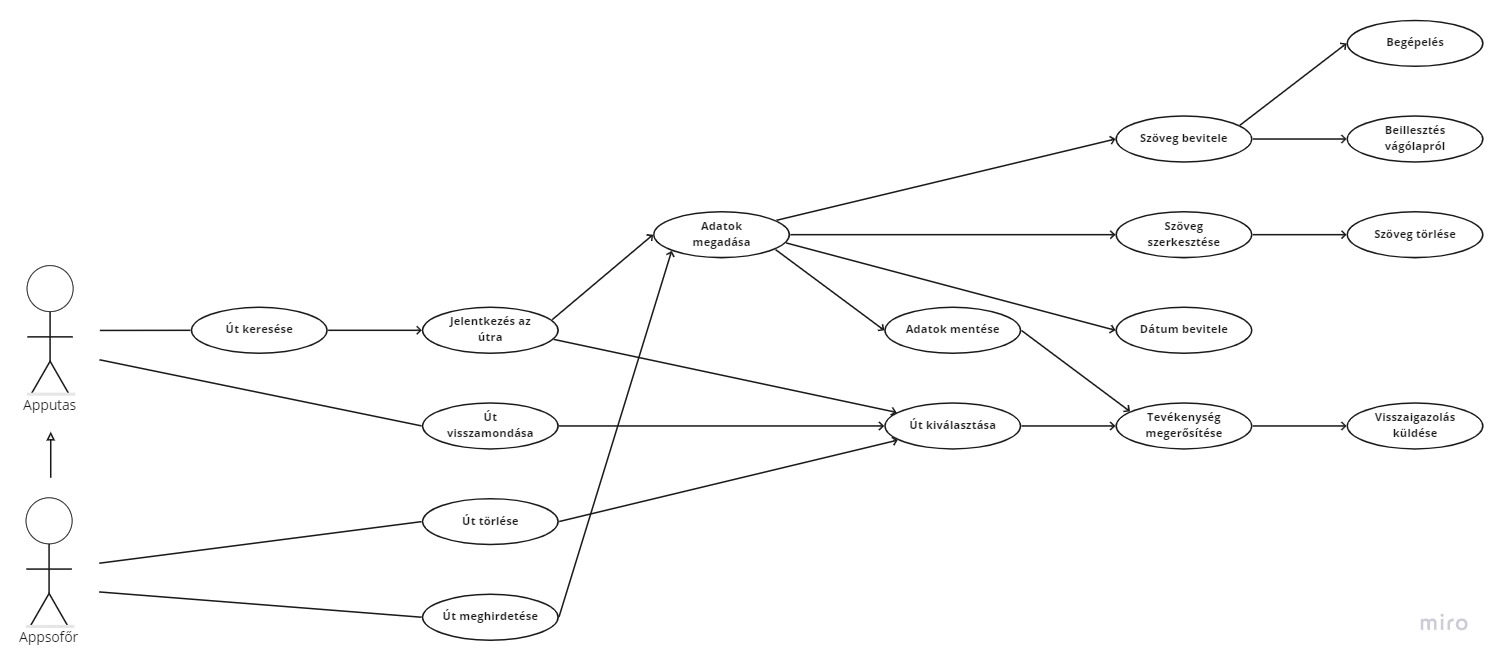 Begépelés
Szöveg bevitele
Beillesztés
vágólapról
Adatok
megadása
Szöveg
szerkesztése
Szöveg törlése
Út keresése
Jelentkezés az
útra
Adatok mentése
Dátum bevitele
Apputas
Út
visszamondása
Út kiválasztása
Tevékenység
megerősítése
Visszaigazolás
küldése
Út törlése
Út meghirdetése
Appsofőr
miro